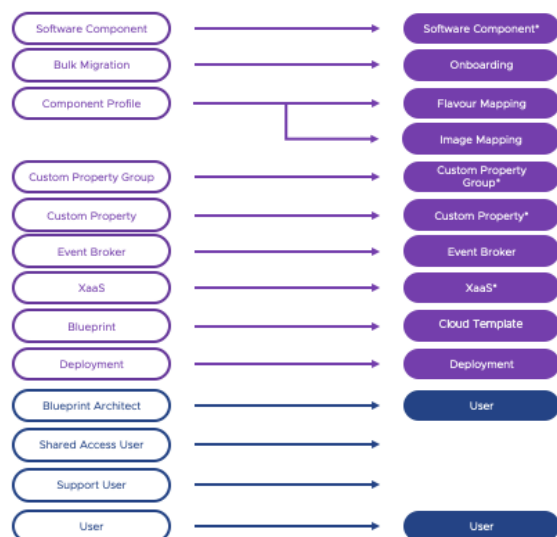 Software Component
Software Component*
Bulk Migration
Onboarding
Component Profile
Flavour Mapping
Image Mapping
Custom Property Group
Custom Property
Group*
Custom Property
Custom Property*
Event Broker
Event Broker
XaaS
XaaS*
Blueprint
Cloud Template
Deployment
Deployment
Blueprint Architect
User
Shared Access User
Support User
User
User